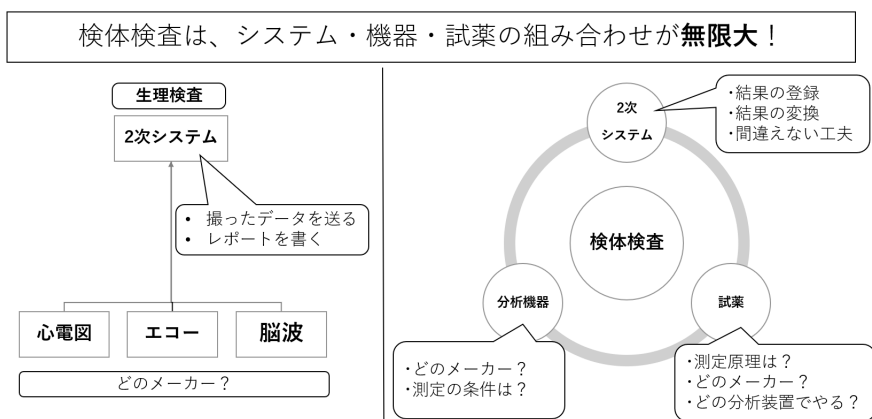 検体検査は、システム・機器・試薬の組み合わせが無限大！
生理検査
2次システム
• 撮ったデータを送る
• レポートを書く
心電図
エコー
脳波
どのメーカー？
2次
システム
・結果の登録
・結果の変換
・間違えない工夫
検体検査
分析機器
試薬
・どのメーカー？
・測定の条件は？
・測定原理は？
・どのメーカー？
・どの分析装置でやる？